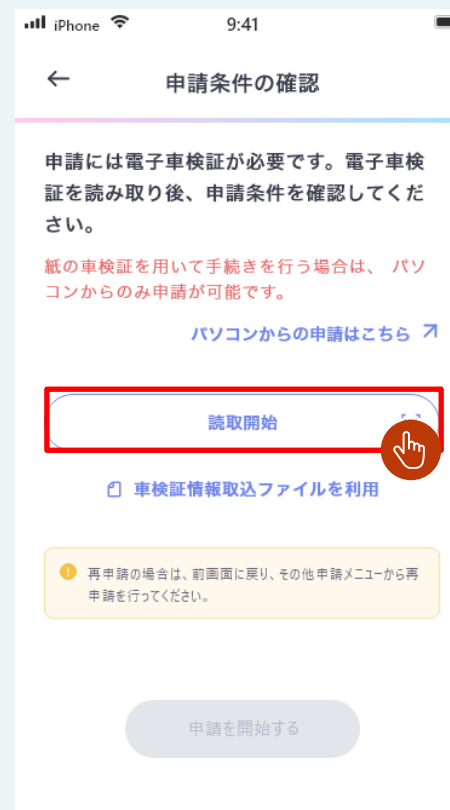 iPhone 9:41
申請条件の確認
申請には電子車検証が必要です。電子車検
証を読み取り後、申請条件を確認してくだ
さい。
紙の車検証を用いて手続きを行う場合は、 パソ
コンからのみ申請が可能です。
パソコンからの申請はこちら
読取開始
車検証情報取込ファイルを利用
再申請の場合は、前画面に戻り、その他申請メニューから再
申請を行ってください。
申請を開始する